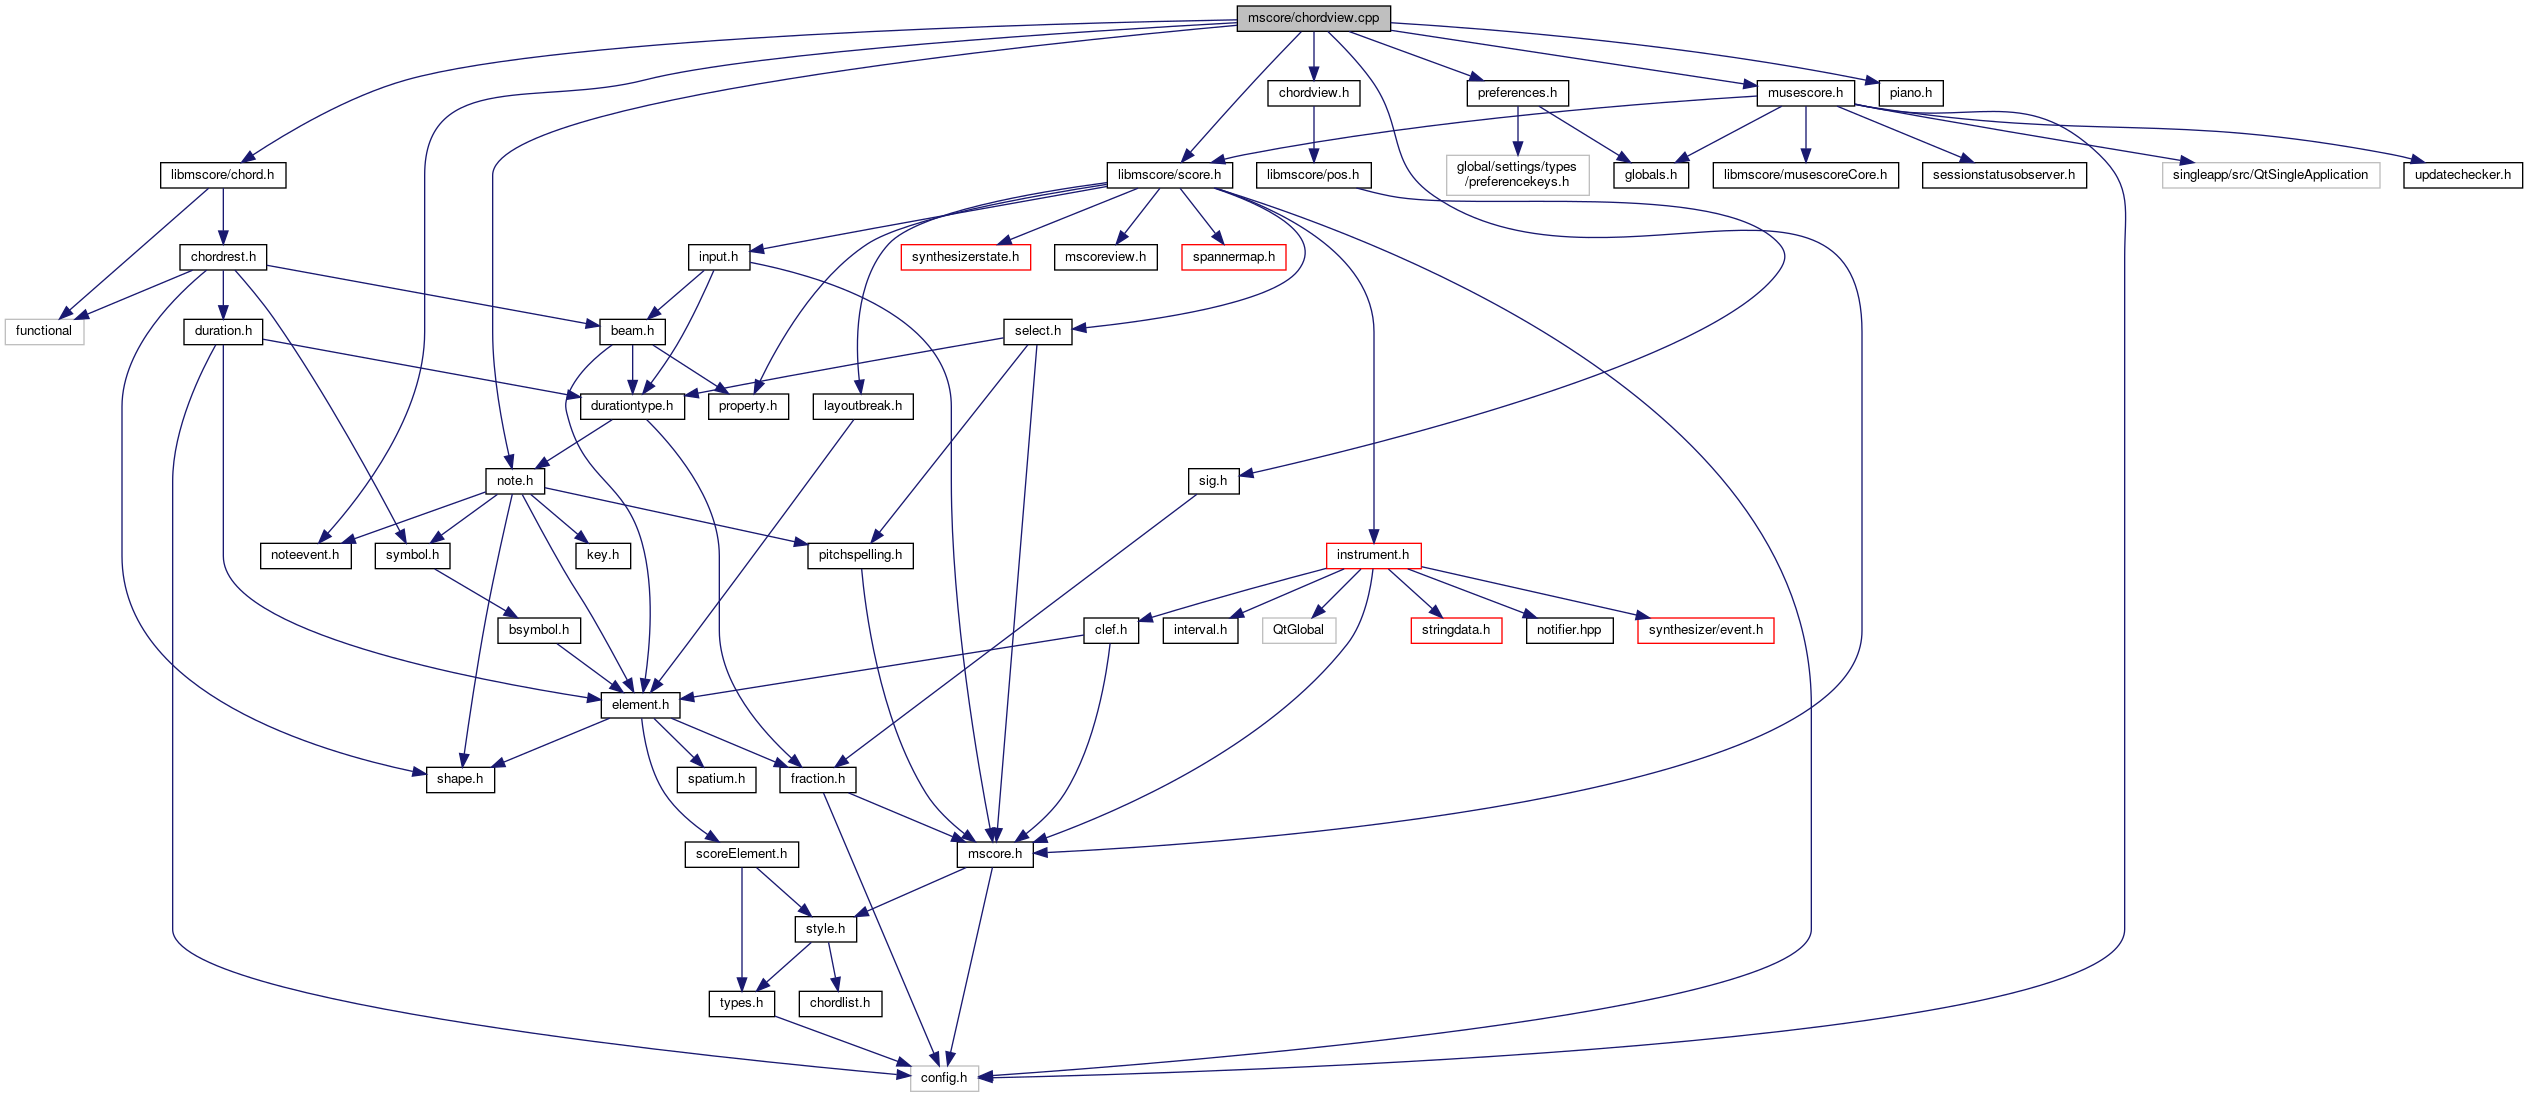 mscore/chordview.cpp
chordview.h
preferences.h
musescore.h
piano.h
libmscore/chord.h
libmscore/score.h
libmscore/pos.h
global/settings/types
/preferencekeys.h
globals.h
libmscore/musescoreCore.h
sessionstatusobserver.h
singleapp/src/QtSingleApplication
updatechecker.h
chordrest.h
input.h
synthesizerstate.h
mscoreview.h
spannermap.h
functional
duration.h
beam.h
select.h
durationtype.h
property.h
layoutbreak.h
note.h
sig.h
noteevent.h
symbol.h
key.h
pitchspelling.h
instrument.h
bsymbol.h
clef.h
interval.h
QtGlobal
stringdata.h
notifier.hpp
synthesizer/event.h
element.h
shape.h
spatium.h
fraction.h
scoreElement.h
mscore.h
style.h
types.h
chordlist.h
config.h